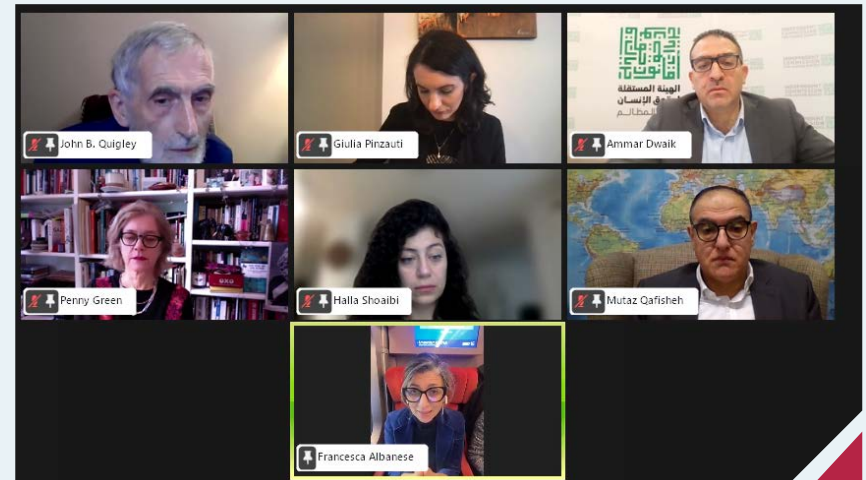 John B. Quigley
Giulia Pinzauti
الهيئة المستقلة
لحقوق الإنسان
Ammar Dwaik
Penny Green
Halla Shoaibi
Mutaz Qafisheh
Francesca Albanese